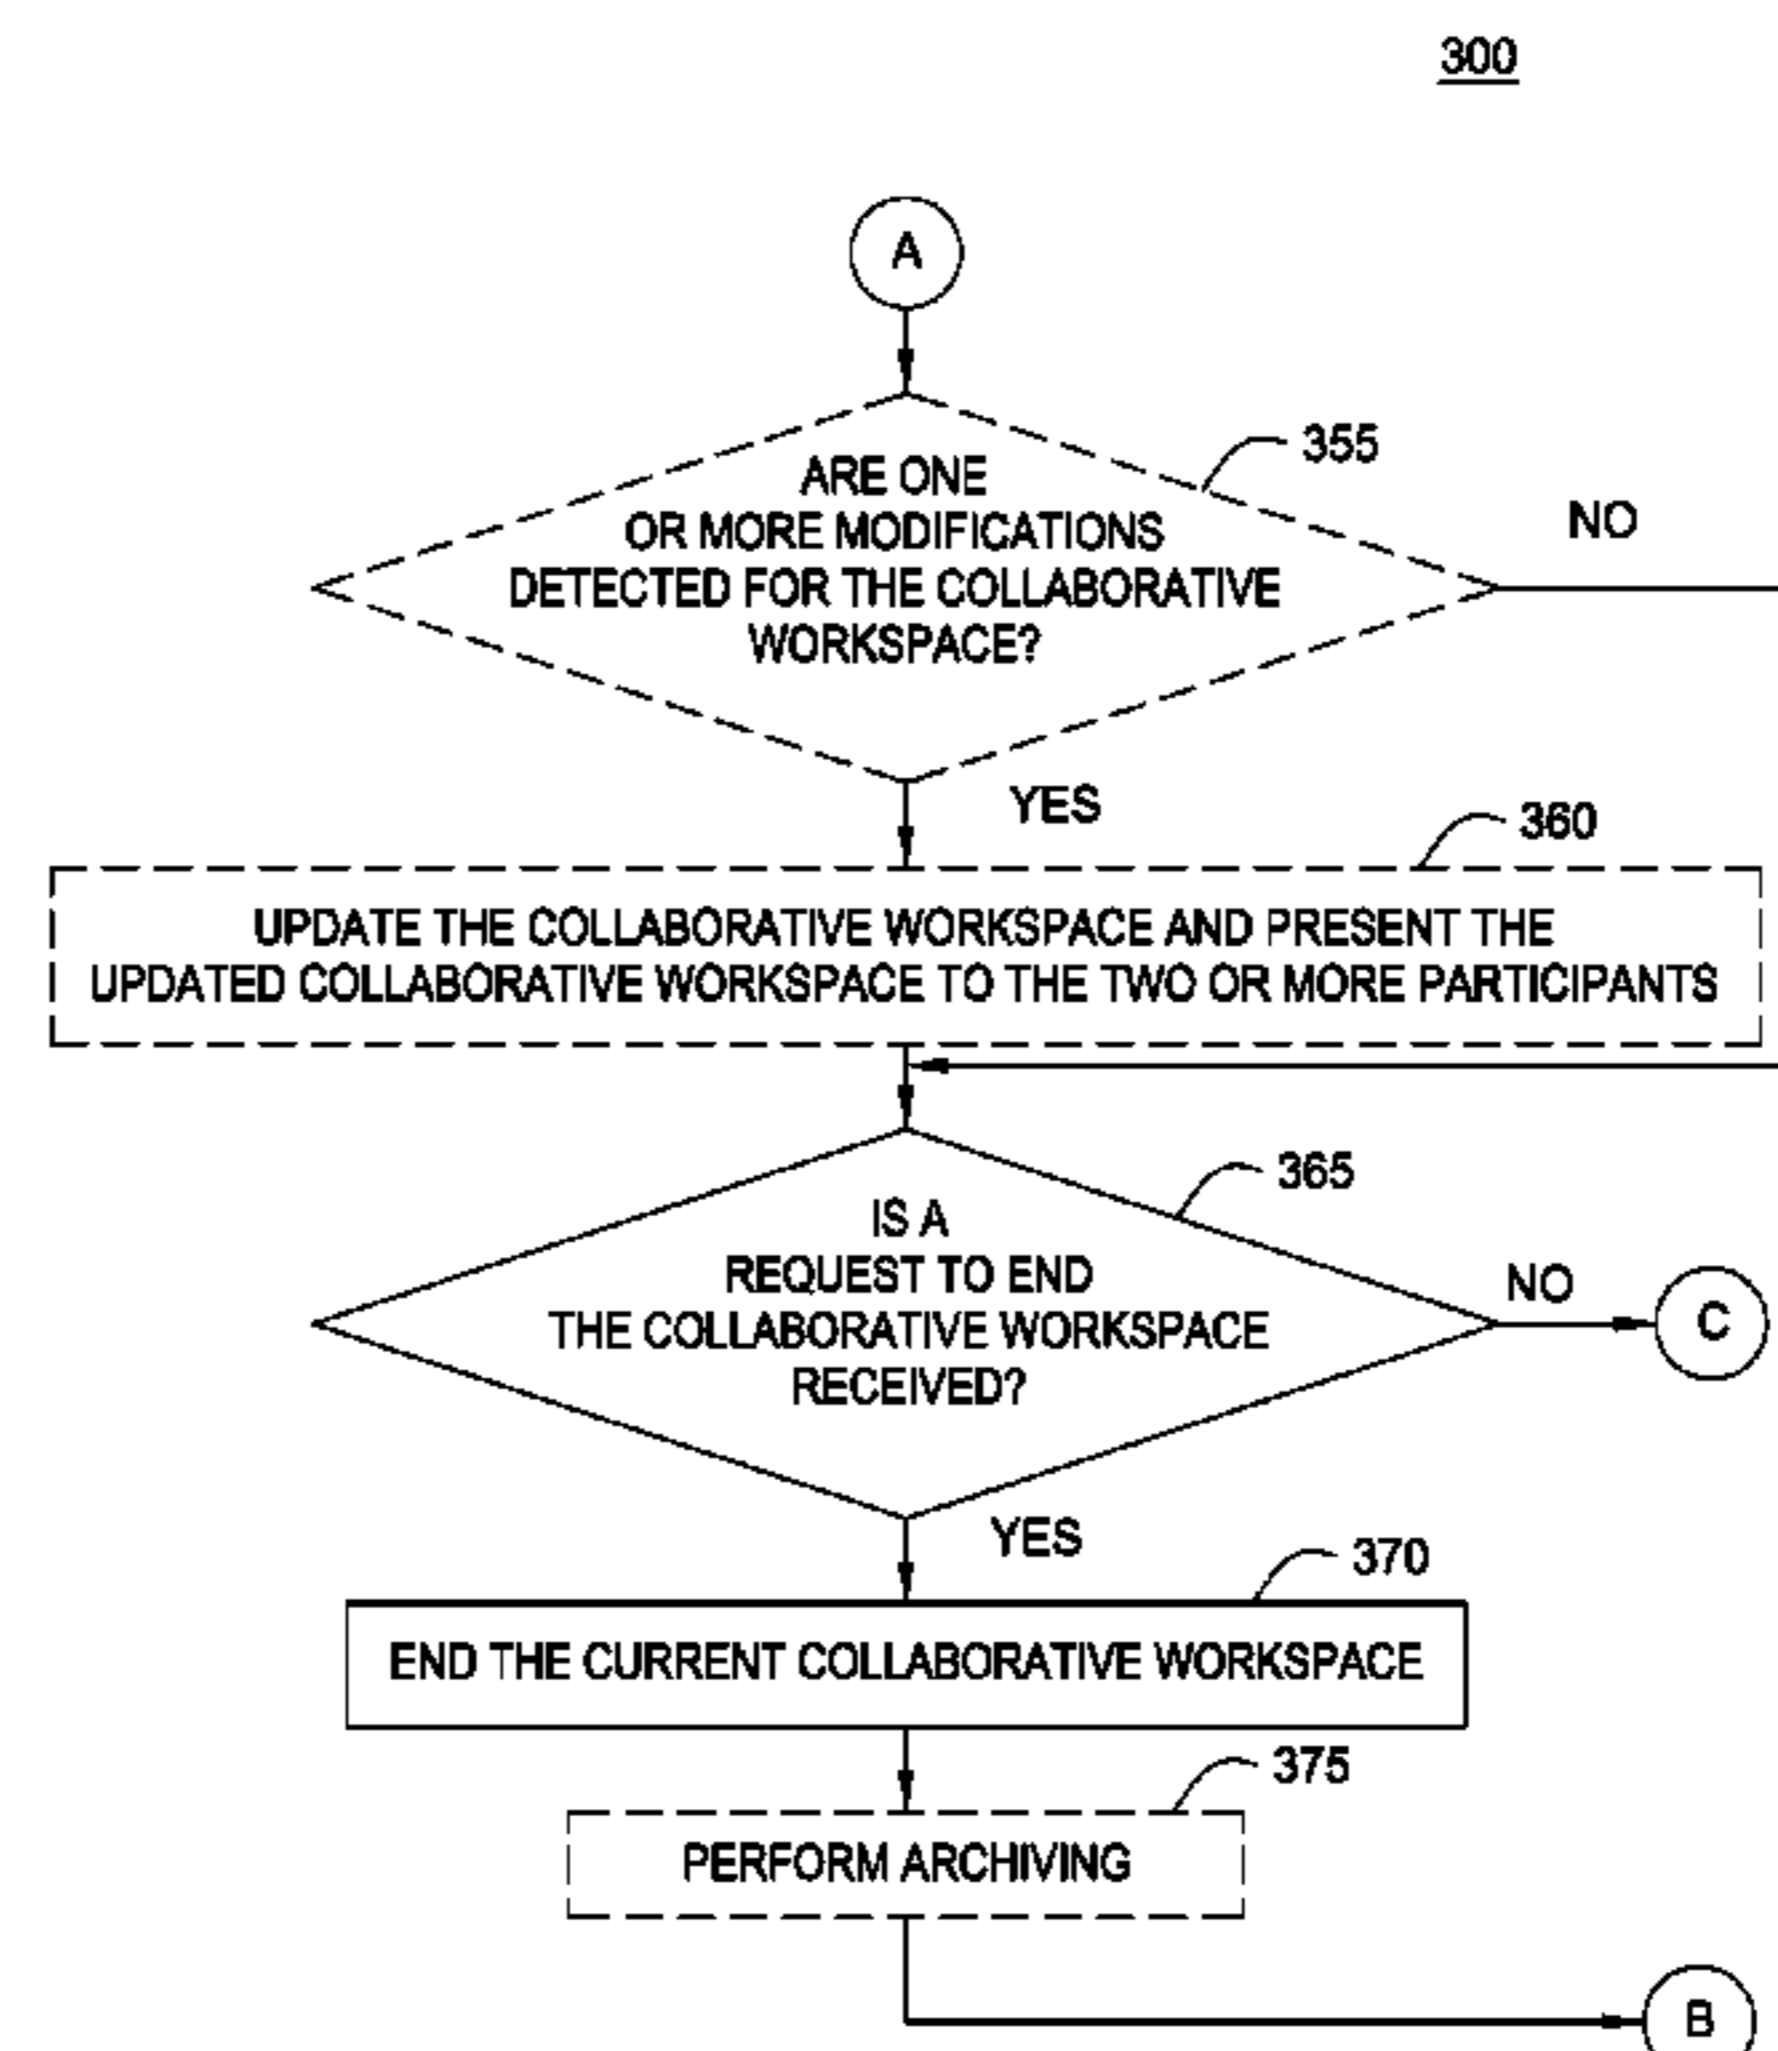 300
A
355
ARE ONE
OR MORE MODIFICATIONS
DETECTED FOR THE COLLABORATIVE
WORKSPACE?
NO
YES
360
UPDATE THE COLLABORATIVE WORKSPACE AND PRESENT THE
UPDATED COLLABORATIVE WORKSPACE TO THE TWO OR MORE PARTICIPANTS
365
IS A
REQUEST TO END
THE COLLABORATIVE WORKSPACE
RECEIVED?
NO
C
YES
370
END THE CURRENT COLLABORATIVE WORKSPACE
375
PERFORM ARCHIVING
B